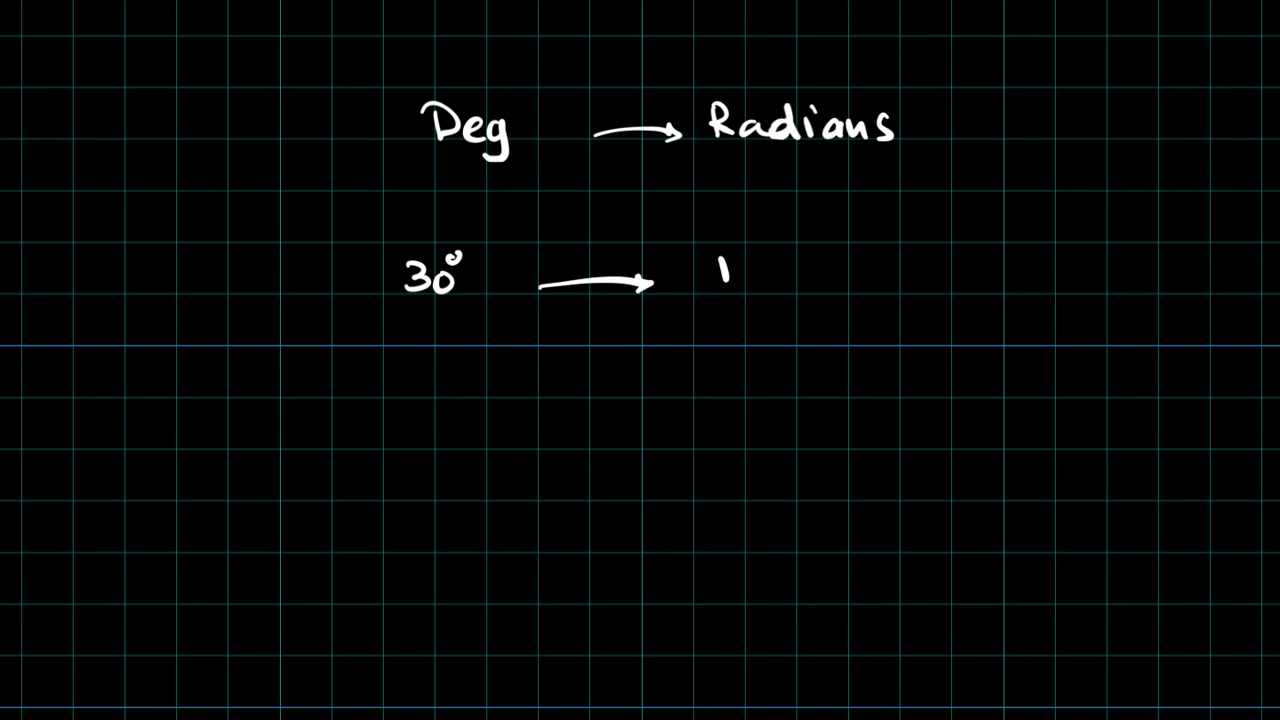 Deg → Radians
30° → 1